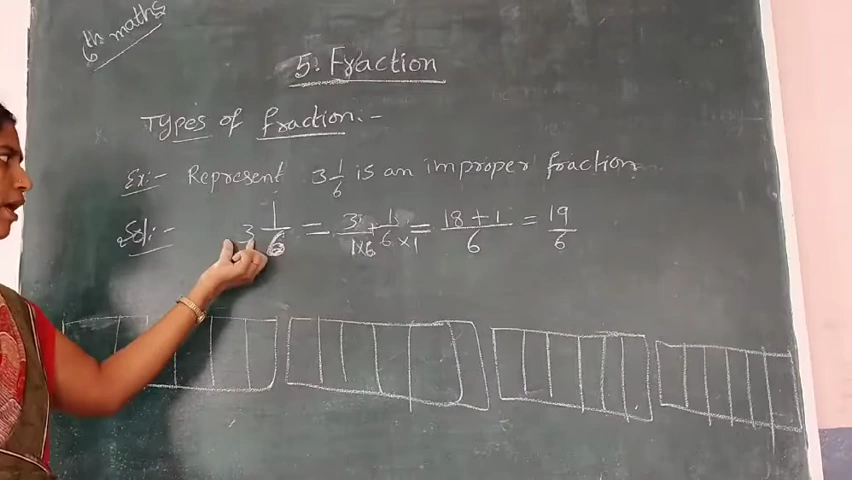 6th maths
5. Fraction
Types of fraction:-
Ex:- Represent 3 1/6 is an improper fraction
Sol:- 3 1/6 = 3/1×6 + 1/6×1 = 18+1/6 = 19/6